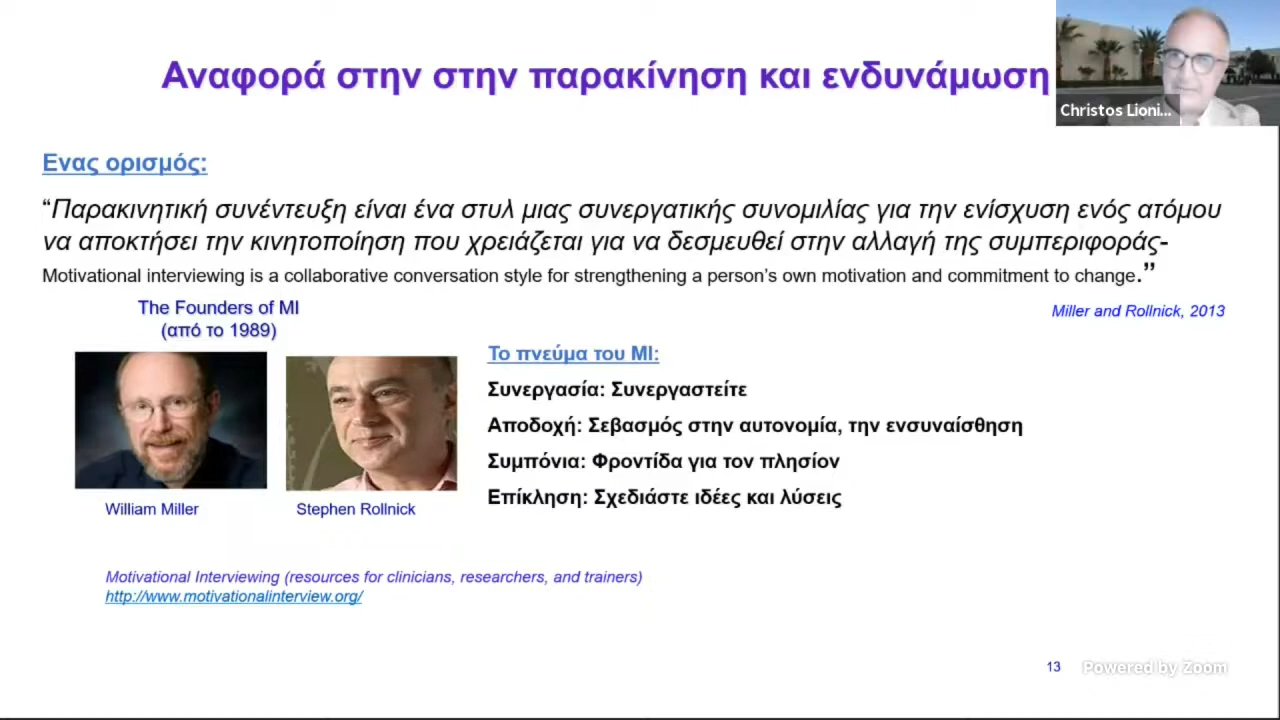 Αναφορά στην στην παρακίνηση και ενδυνάμωση
Christos Lioni...
Ενας ορισμός:
“Παρακινητική συνέντευξη είναι ένα στυλ μιας συνεργατικής συνομιλίας για την ενίσχυση ενός ατόμου
να αποκτήσει την κινητοποίηση που χρειάζεται για να δεσμευθεί στην αλλαγή της συμπεριφοράς-
Motivational interviewing is a collaborative conversation style for strengthening a person’s own motivation and commitment to change.”
The Founders of MI
(από το 1989)
Miller and Rollnick, 2013
Το πνεύμα του ΜΙ:
Συνεργασία: Συνεργαστείτε
Αποδοχή: Σεβασμός στην αυτονομία, την ενσυναίσθηση
Συμπόνια: Φροντίδα για τον πλησίον
Επίκληση: Σχεδιάστε ιδέες και λύσεις
William Miller
Stephen Rollnick
Motivational Interviewing (resources for clinicians, researchers, and trainers)
http://www.motivationalinterview.org/
13
Powered by Zoom